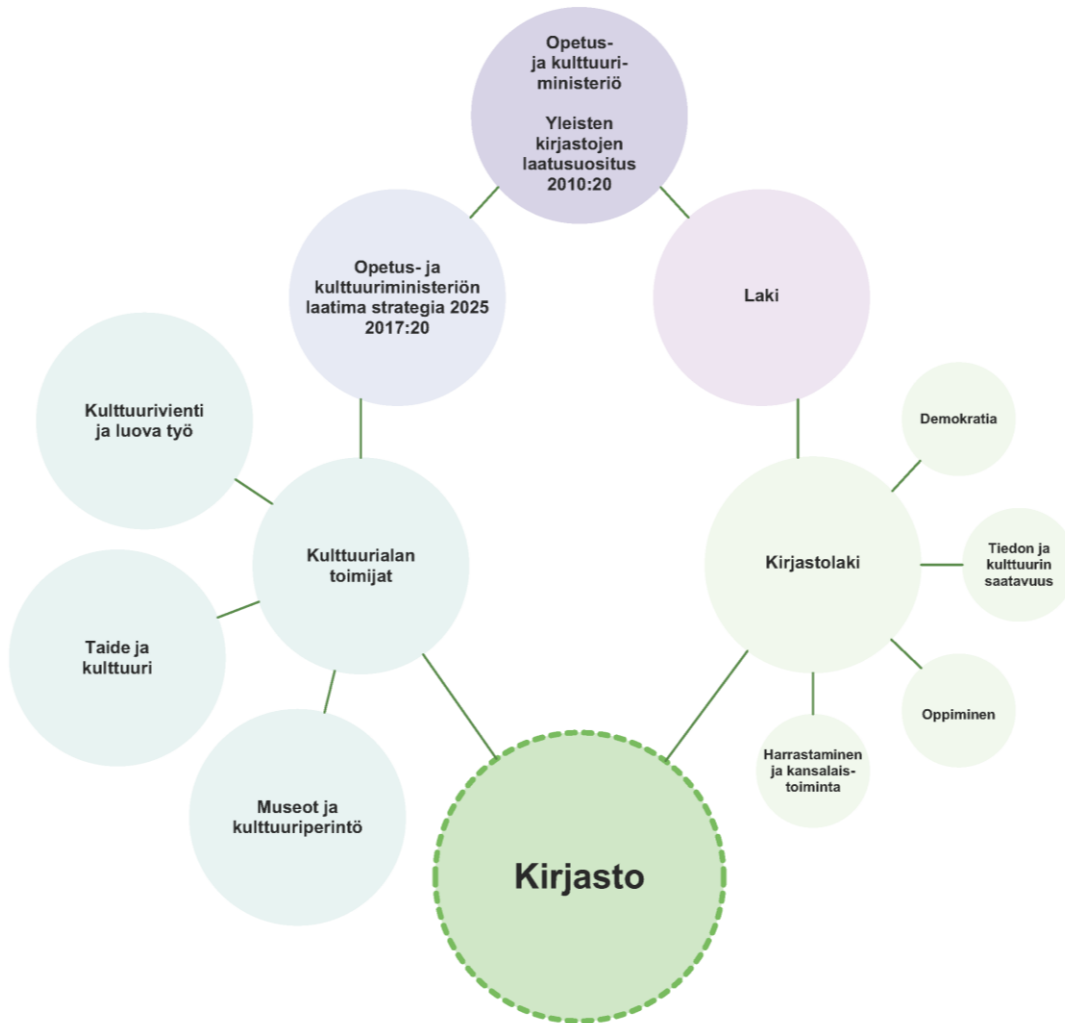 Opetus-
ja kulttuuri-
ministeriö
Yleisten
kirjastojen
laatusuositus
2010:20
Opetus- ja
kulttuuriministeriön
laatima strategia 2025
2017:20
Laki
Kulttuurivienti
ja luova työ
Demokratia
Kulttuurialan
toimijat
Kirjastolaki
Tiedon ja
kulttuurin
saatavuus
Taide ja
kulttuuri
Oppiminen
Harrastaminen
ja kansalais-
toiminta
Museot ja
kulttuuriperintö
Kirjasto